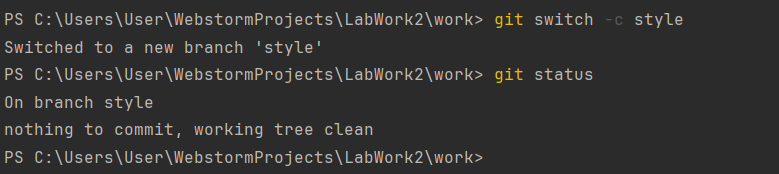 PS C:\Users\User\WebstormProjects\LabWork2\work> git switch -c style
Switched to a new branch 'style'
PS C:\Users\User\WebstormProjects\LabWork2\work> git status
On branch style
nothing to commit, working tree clean
PS C:\Users\User\WebstormProjects\LabWork2\work>